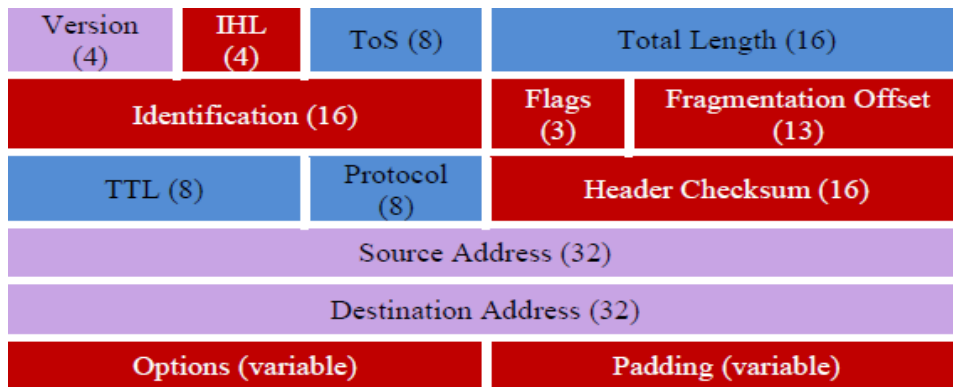 Version
(4)
IHL
(4)
ToS (8)
Total Length (16)
Identification (16)
Flags
(3)
Fragmentation Offset
(13)
TTL (8)
Protocol
(8)
Header Checksum (16)
Source Address (32)
Destination Address (32)
Options (variable)
Padding (variable)